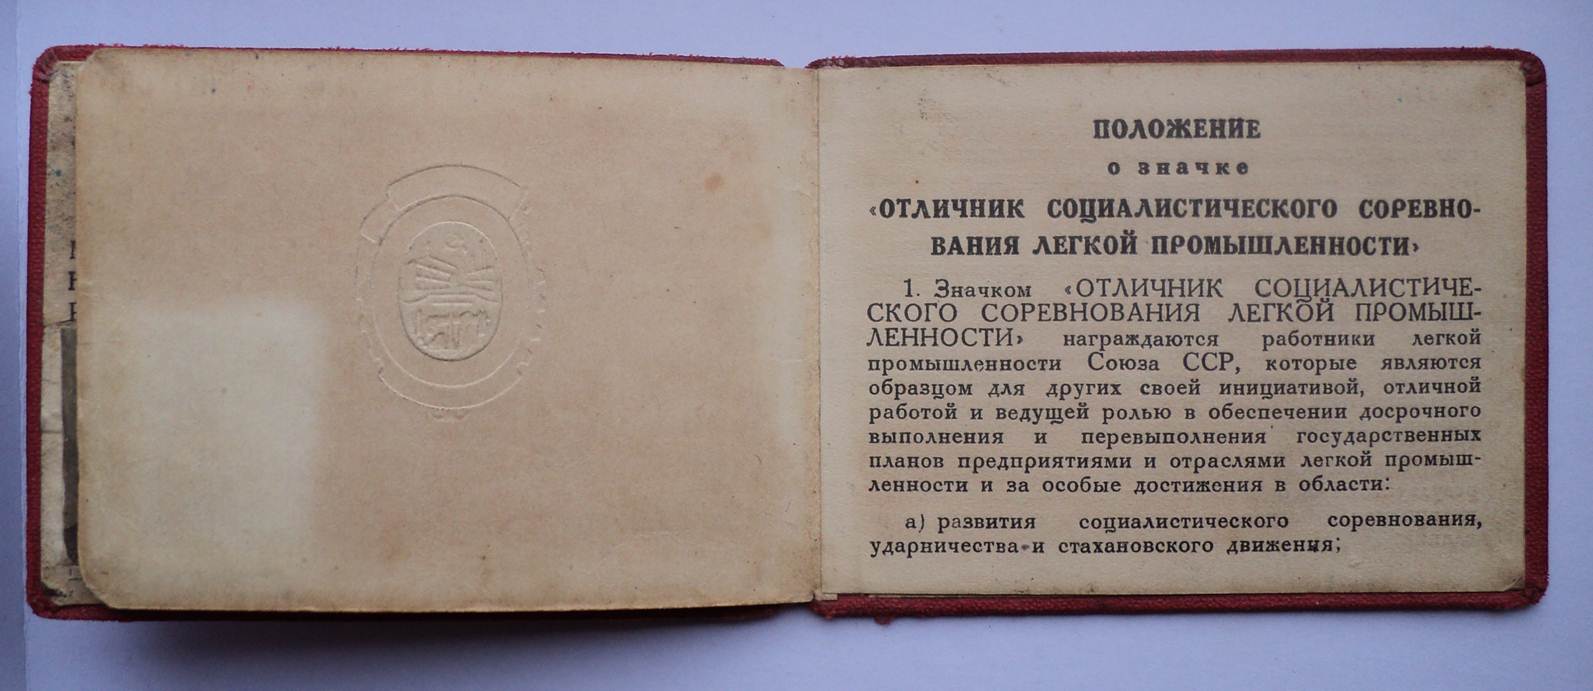 ПОЛОЖЕНИЕ
о значке
«ОТЛИЧНИК СОЦИАЛИСТИЧЕСКОГО СОРЕВНО-
ВАНИЯ ЛЕГКОЙ ПРОМЫШЛЕННОСТИ»
1. Значком «ОТЛИЧНИК СОЦИАЛИСТИЧЕ-
СКОГО СОРЕВНОВАНИЯ ЛЕГКОЙ ПРОМЫШ-
ЛЕННОСТИ» награждаются работники легкой
промышленности Союза ССР, которые являются
образцом для других своей инициативой, отличной
работой и ведущей ролью в обеспечении досрочного
выполнения и перевыполнения государственных
планов предприятиями и отраслями легкой промыш-
ленности и за особые достижения в области:
а) развития социалистического соревнования,
ударничества и стахановского движения;